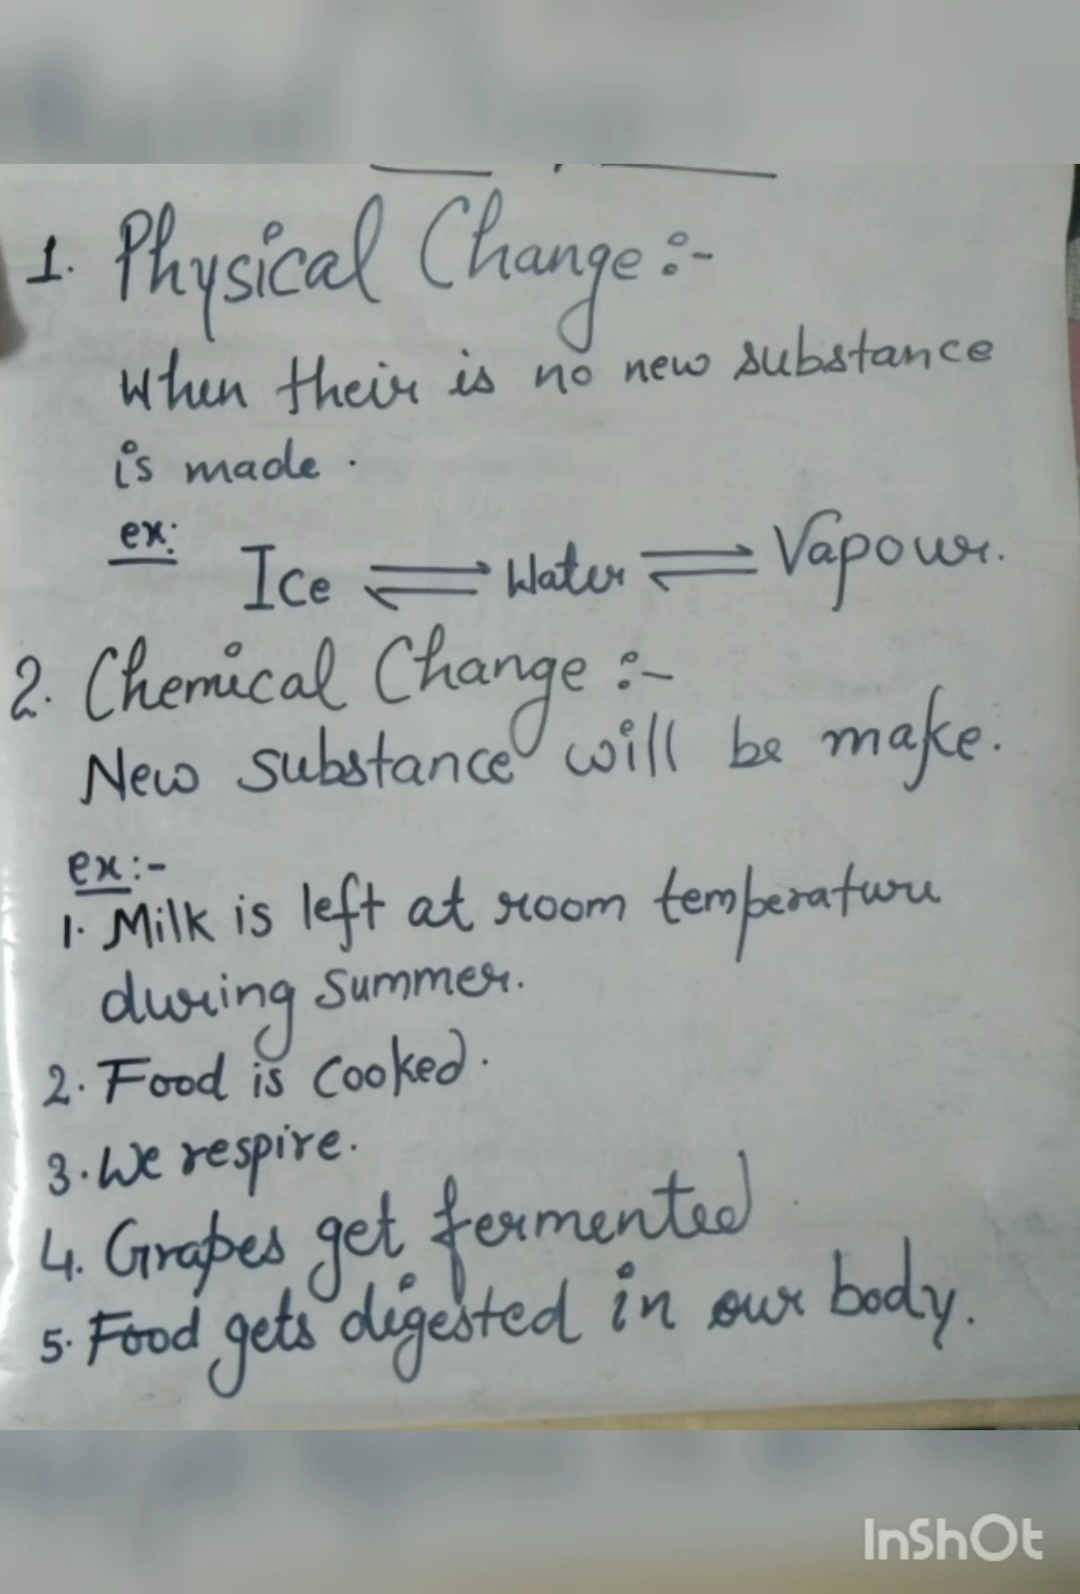 1. Physical Change :-
when their is no new substance
is made.
ex:
Ice ⇌ Water ⇌ Vapour.
2. Chemical Change :-
New substance will be make.
ex:-
1. Milk is left at room temperature
during summer.
2. Food is cooked.
3. We respire.
4. Grapes get fermented
5. Food gets digested in our body.
InShOt